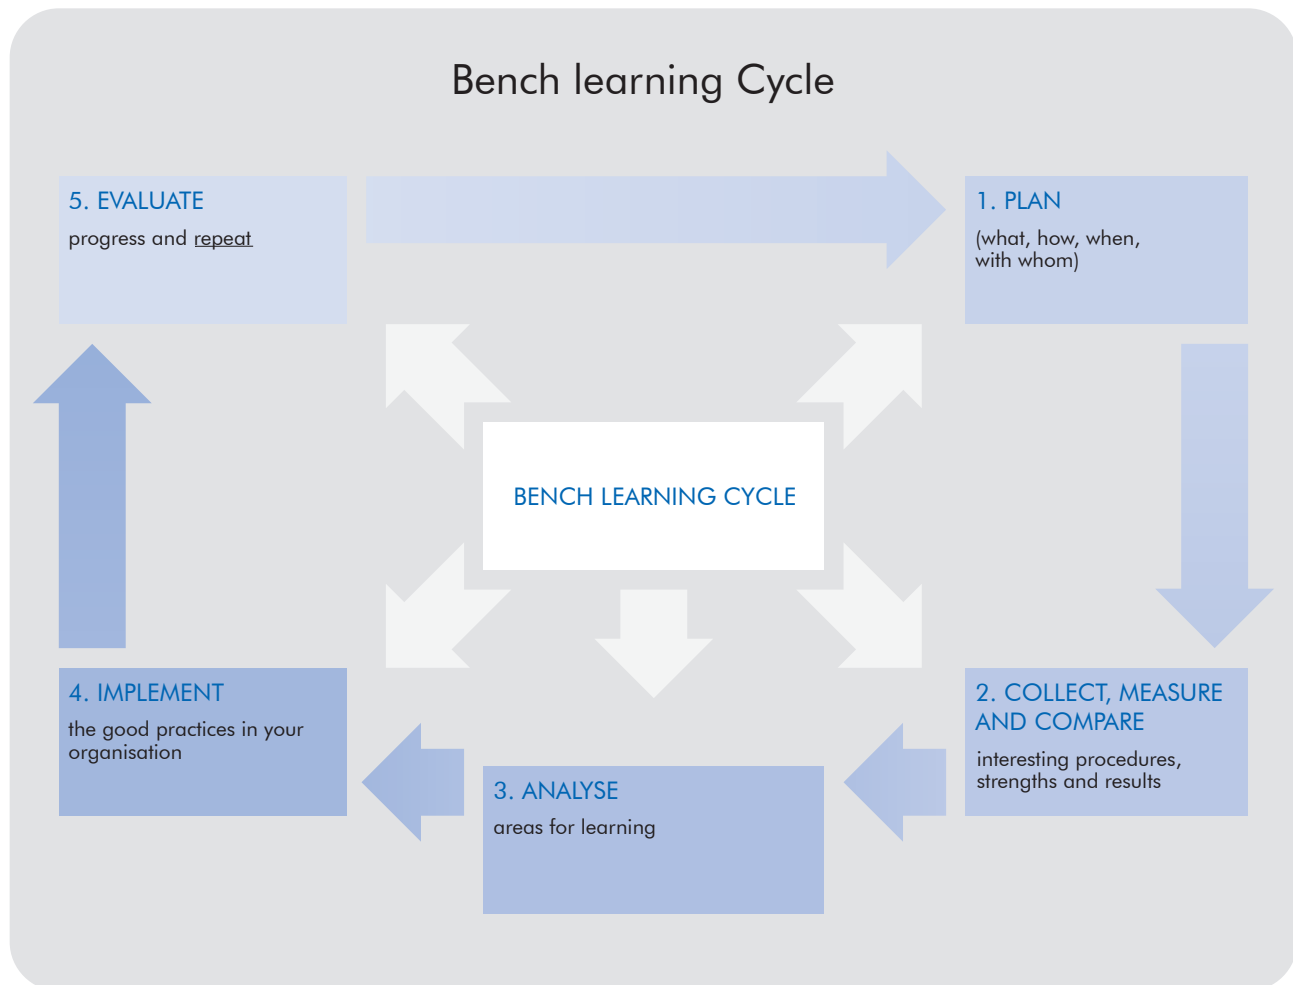 Bench learning Cycle
5. EVALUATE
progress and repeat
1. PLAN
(what, how, when,
with whom)
BENCH LEARNING CYCLE
4. IMPLEMENT
the good practices in your
organisation
3. ANALYSE
areas for learning
2. COLLECT, MEASURE
AND COMPARE
interesting procedures,
strengths and results